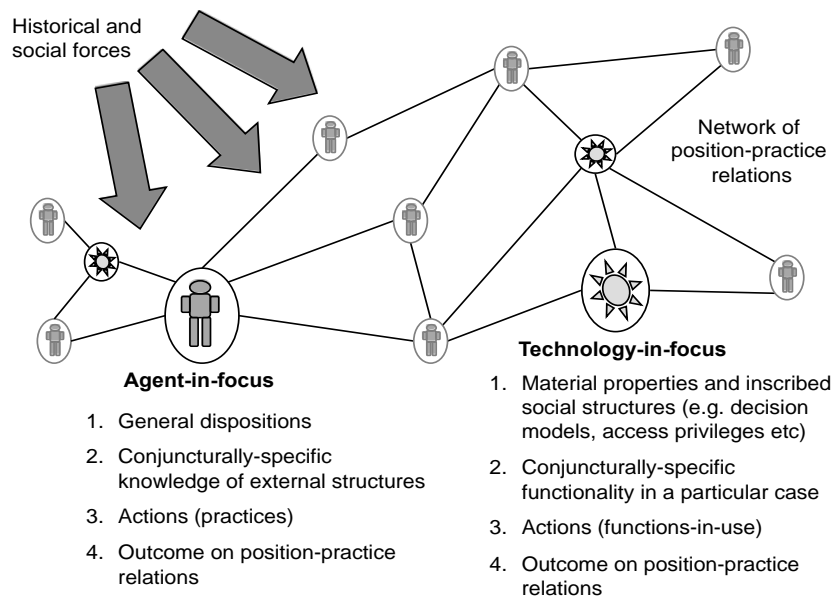 Historical and
social forces
Network of
position-practice
relations
Agent-in-focus
1. General dispositions
2. Conjuncturally-specific
knowledge of external structures
3. Actions (practices)
4. Outcome on position-practice
relations
Technology-in-focus
1. Material properties and inscribed
social structures (e.g. decision
models, access privileges etc)
2. Conjuncturally-specific
functionality in a particular case
3. Actions (functions-in-use)
4. Outcome on position-practice
relations